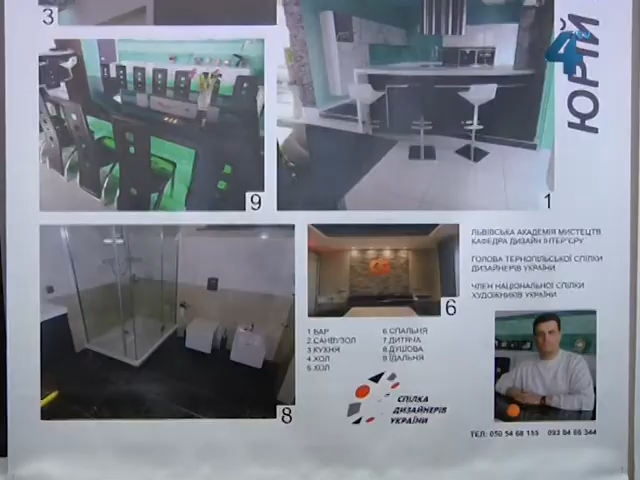 3
4
ЮРІЙ
9
1
ЛЬВІВСЬКА АКАДЕМІЯ МИСТЕЦТВ
КАФЕДРА ДИЗАЙН ІНТЕР'ЄРУ
ГОЛОВА ТЕРНОПІЛЬСЬКОЇ СПІЛКИ
ДИЗАЙНЕРІВ УКРАЇНИ
ЧЛЕН НАЦІОНАЛЬНОЇ СПІЛКИ
ХУДОЖНИКІВ УКРАЇНИ
6
1 БАР
2.САНВУЗОЛ
3 КУХНЯ
4.ХОЛ
5.ХОЛ
6.СПАЛЬНЯ
7.ДИТЯЧА
8.ДУШОВА
9.ЇДАЛЬНЯ
8
СПІЛКА
ДИЗАЙНЕРІВ
УКРАЇНИ
ТЕЛ: